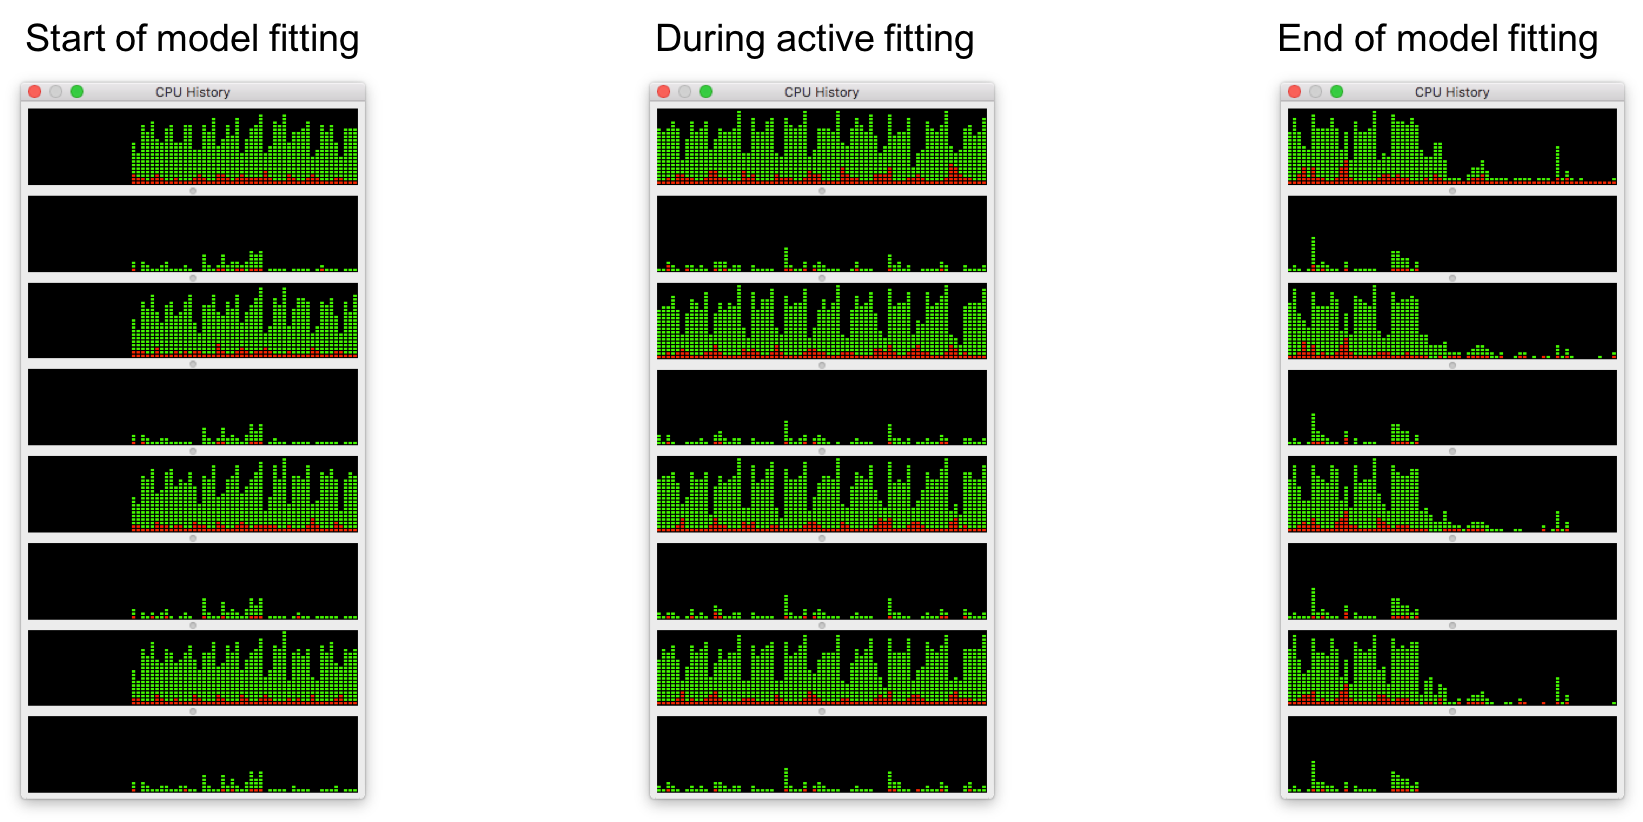 Start of model fitting
During active fitting
End of model fitting
CPU History
CPU History
CPU History